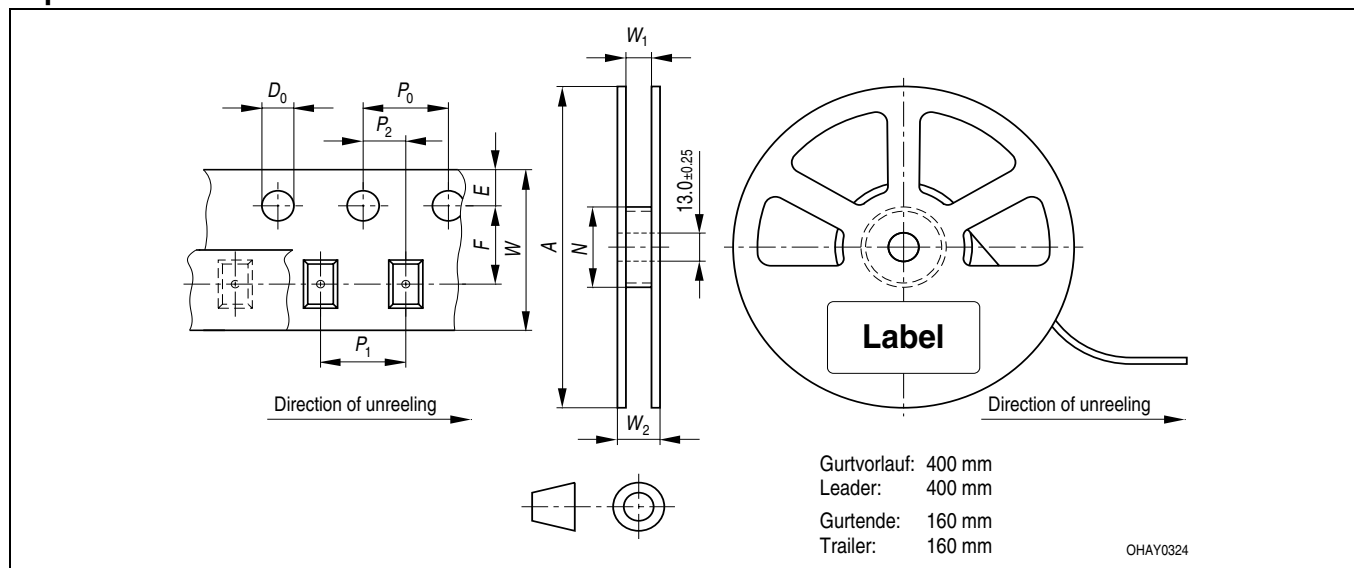 W1
D0
P0
P2
E
F
W
A
N
13.0±0.25
P1
Label
Direction of unreeling
Direction of unreeling
W2
Gurtvorlauf: 400 mm
Leader: 400 mm
Gurtende: 160 mm
Trailer: 160 mm
OHAY0324